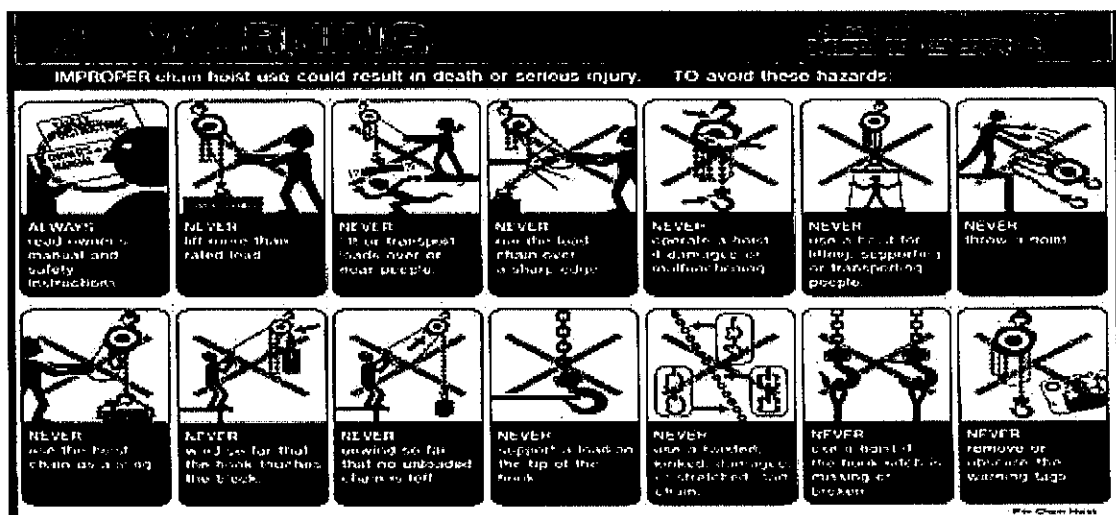 WARNING
IMPROPER chain hoist use could result in death or serious injury. TO avoid these hazards:
OWNER'S
MANUAL
ALWAYS
read owner's
manual and
safety
instructions
NEVER
lift more than
rated load
NEVER
lift or transport
loads over or
near people.
NEVER
run the load
chain over
a sharp edge
NEVER
operate a hoist
if damaged or
malfunctioning
NEVER
use a hoist for
lifting, supporting
or transporting
people.
NEVER
throw a hoist
NEVER
use the hoist
chain as a sling
NEVER
wind so far that
the hook touches
the block.
NEVER
unwind so far
that no unloaded
chain is left
NEVER
support a load on
the tip of the
hook
NEVER
use a twisted,
kinked, damaged,
or stretched
chain.
NEVER
use a hoist if
the hook latch is
missing or
broken
NEVER
remove or
obscure the
warning tags
For Chain Hoist